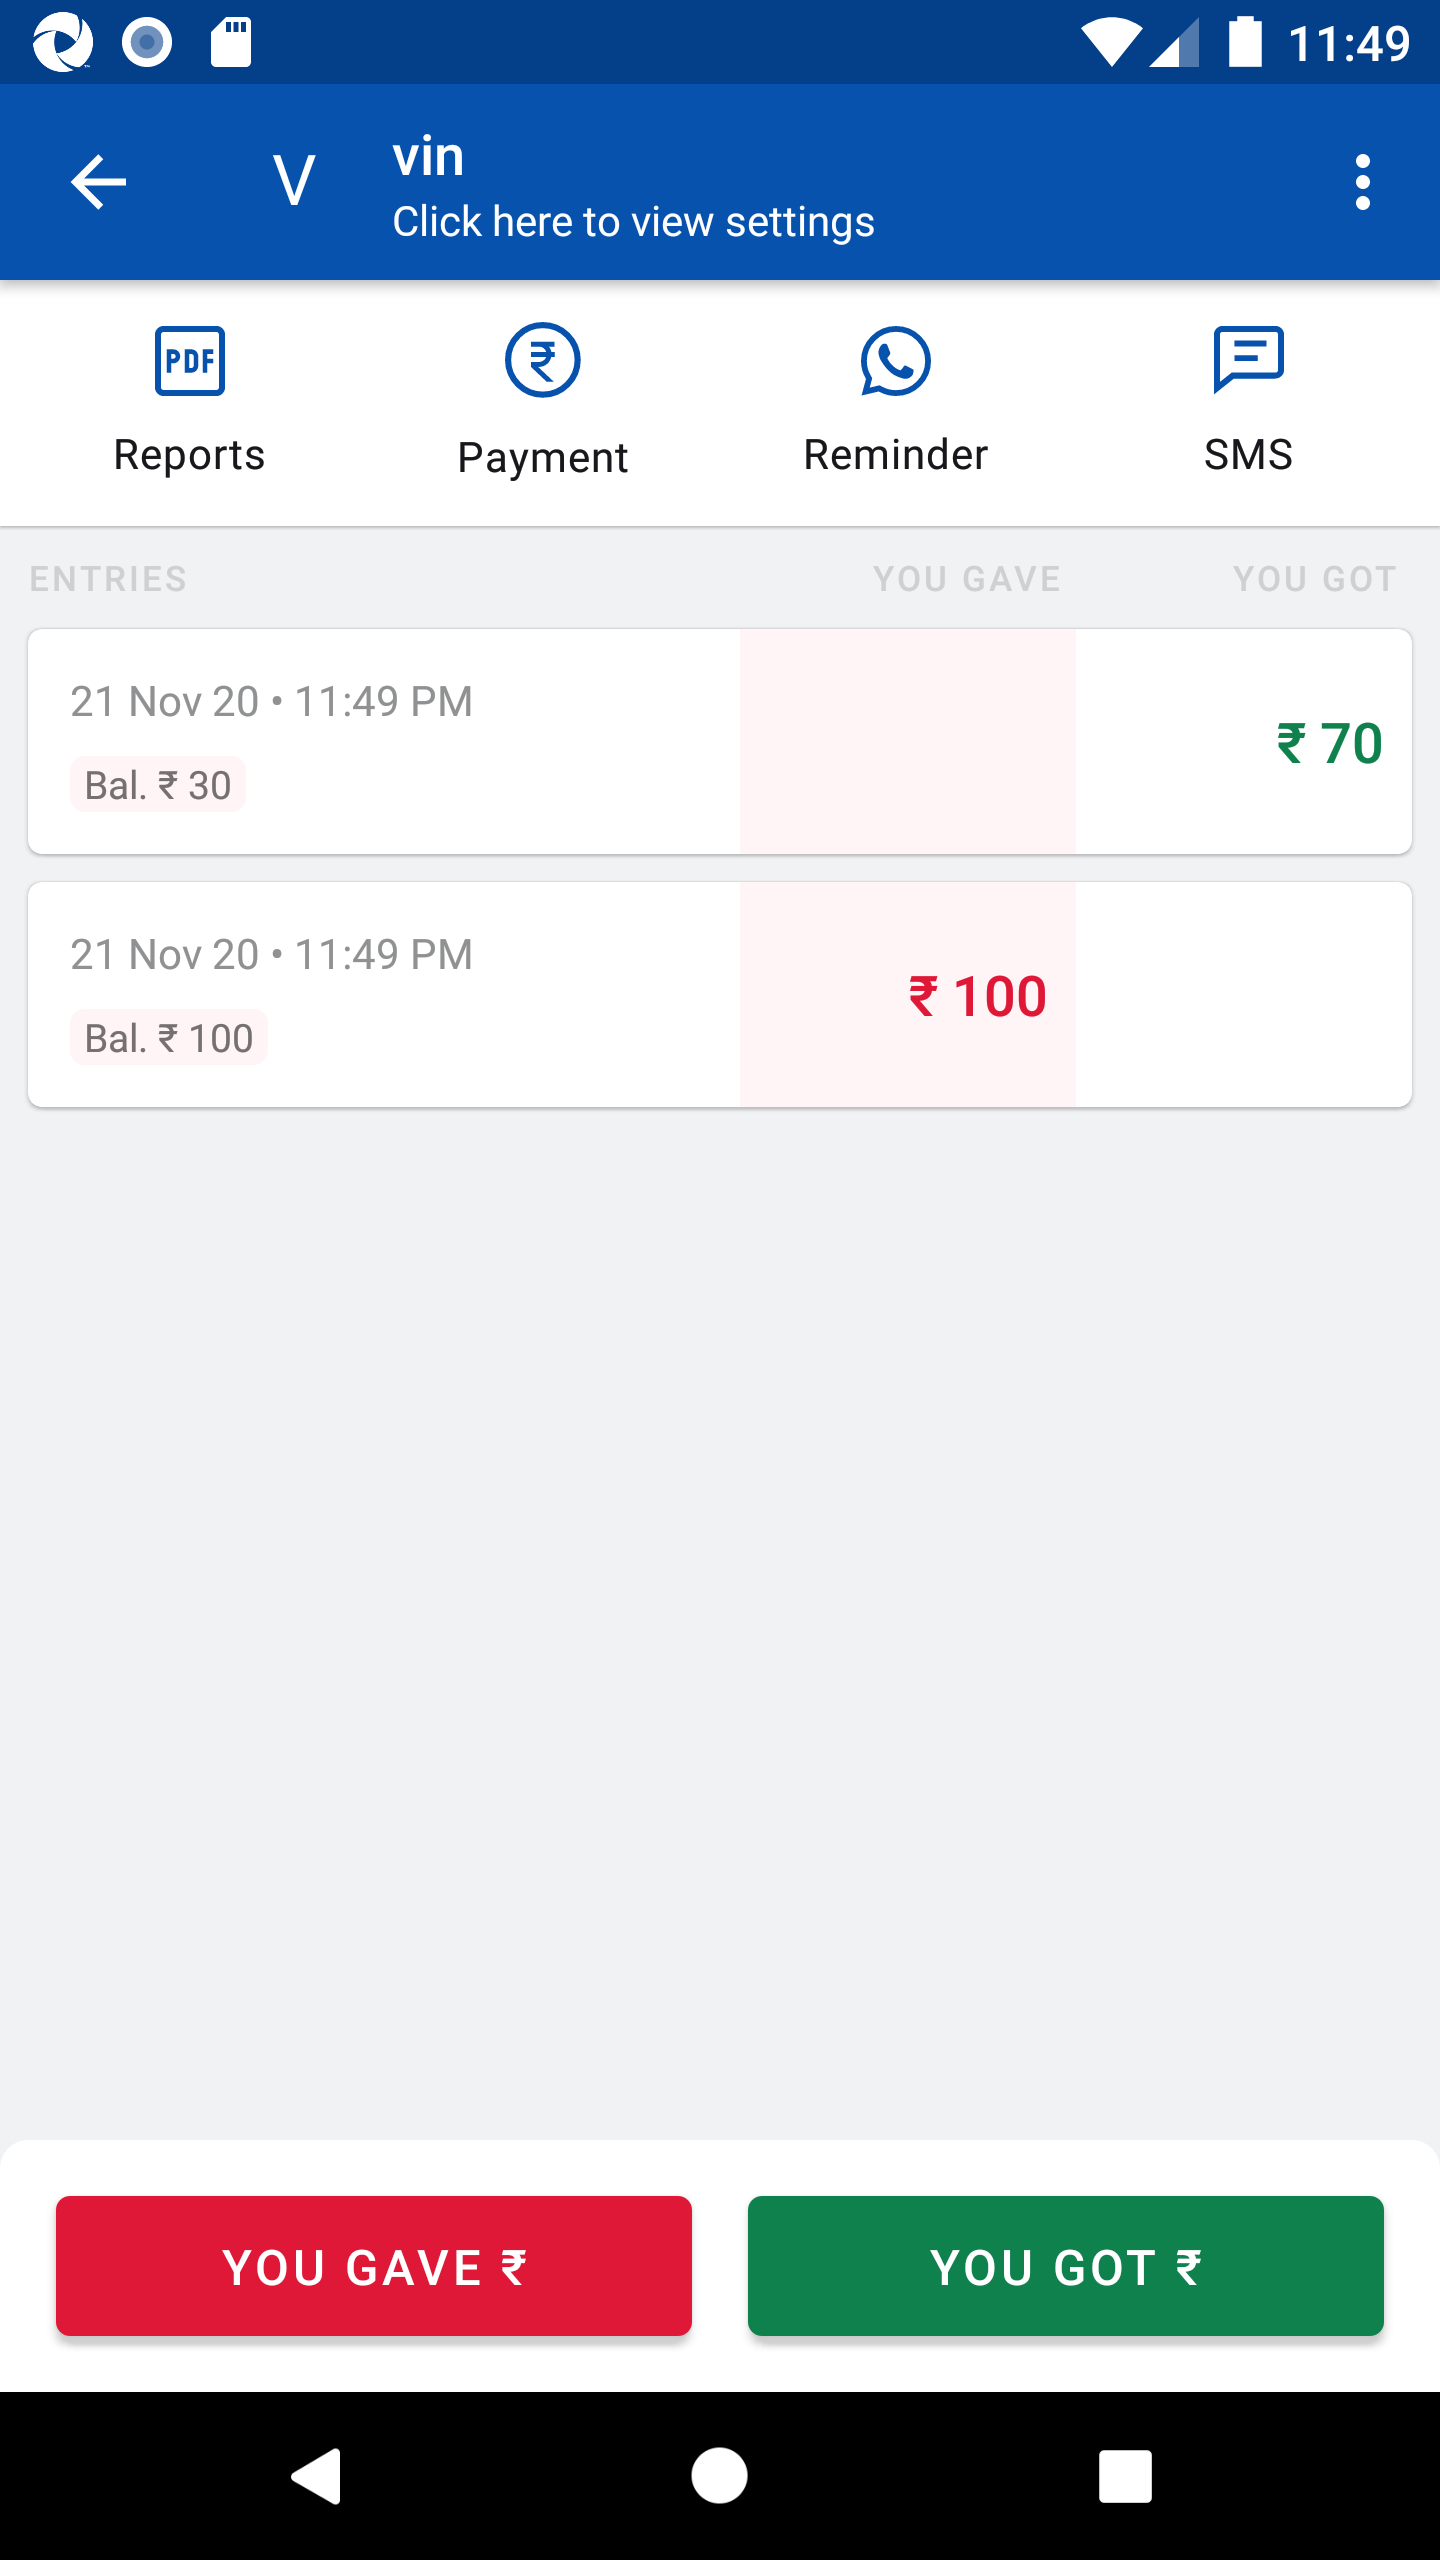 11:49
V
vin
Click here to view settings
PDF
₹
Reports
Payment
Reminder
SMS
ENTRIES YOU GAVE YOU GOT
21 Nov 20 • 11:49 PM
₹ 70
Bal. ₹ 30
21 Nov 20 • 11:49 PM
₹ 100
Bal. ₹ 100
YOU GAVE ₹
YOU GOT ₹